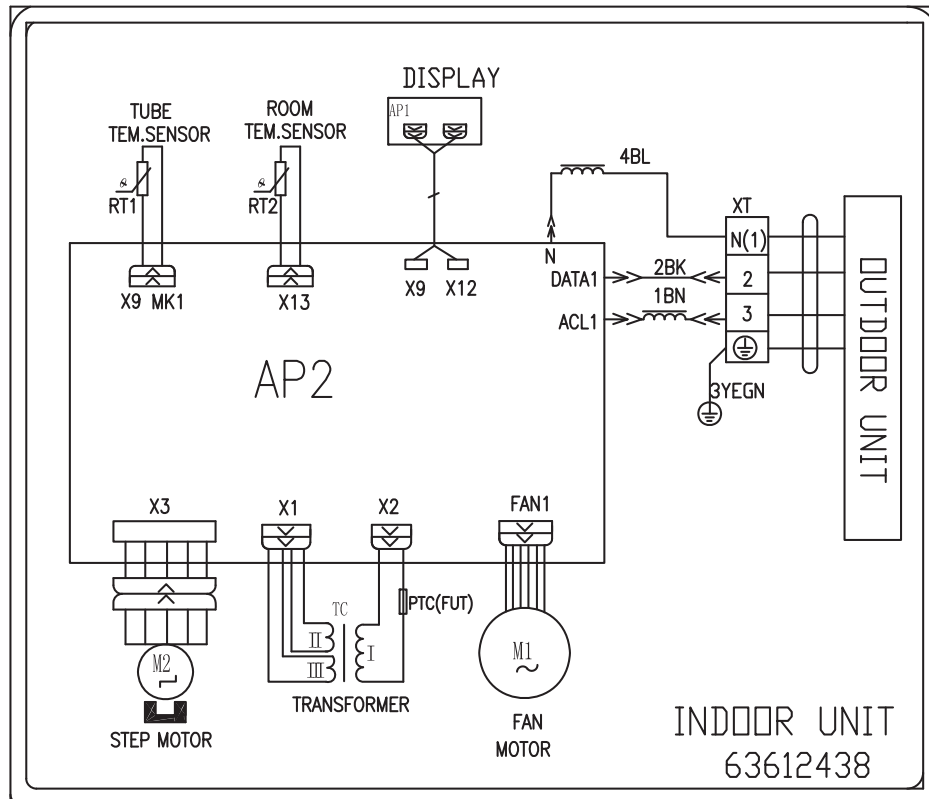 DISPLAY
AP1
TUBE
TEM.SENSOR
ROOM
TEM.SENSOR
RT1
RT2
4BL
XT
N(1)
N
DATA1
2BK
2
ACL1
1BN
3
3YEGN
OUTDOOR UNIT
X9 MK1
X13
X9 X12
AP2
X3
X1
X2
FAN1
TC
PTC(FUT)
II
III
I
M2
M1
TRANSFORMER
STEP MOTOR
FAN
MOTOR
INDOOR UNIT
63612438